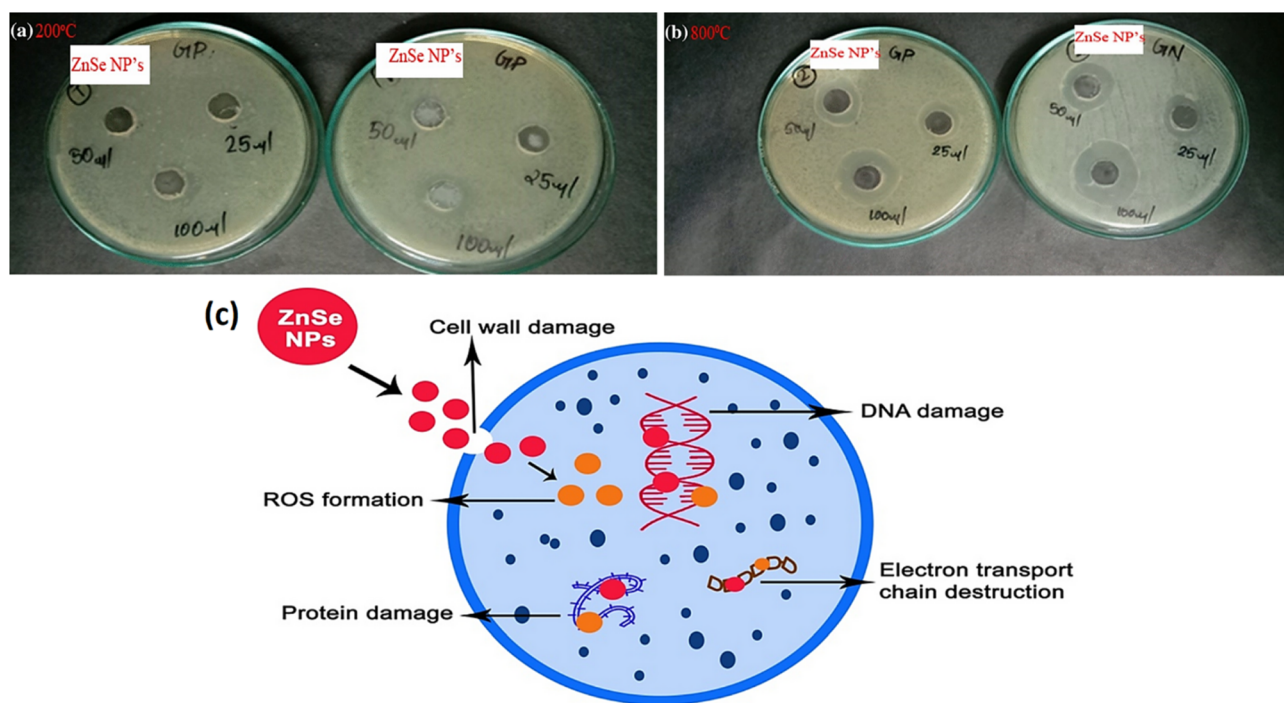 (a) 200°C
ZnSe NP's
GP.
1
50ul
25ul
100ul
ZnSe NP's
GP
50ul
25ul
100ul
(b) 800°C
ZnSe NP's
GP
2
50ul
25ul
100ul
ZnSe NP's
GN
50ul
25ul
100ul
(c)
ZnSe
NPs
Cell wall damage
DNA damage
ROS formation
Electron transport
chain destruction
Protein damage